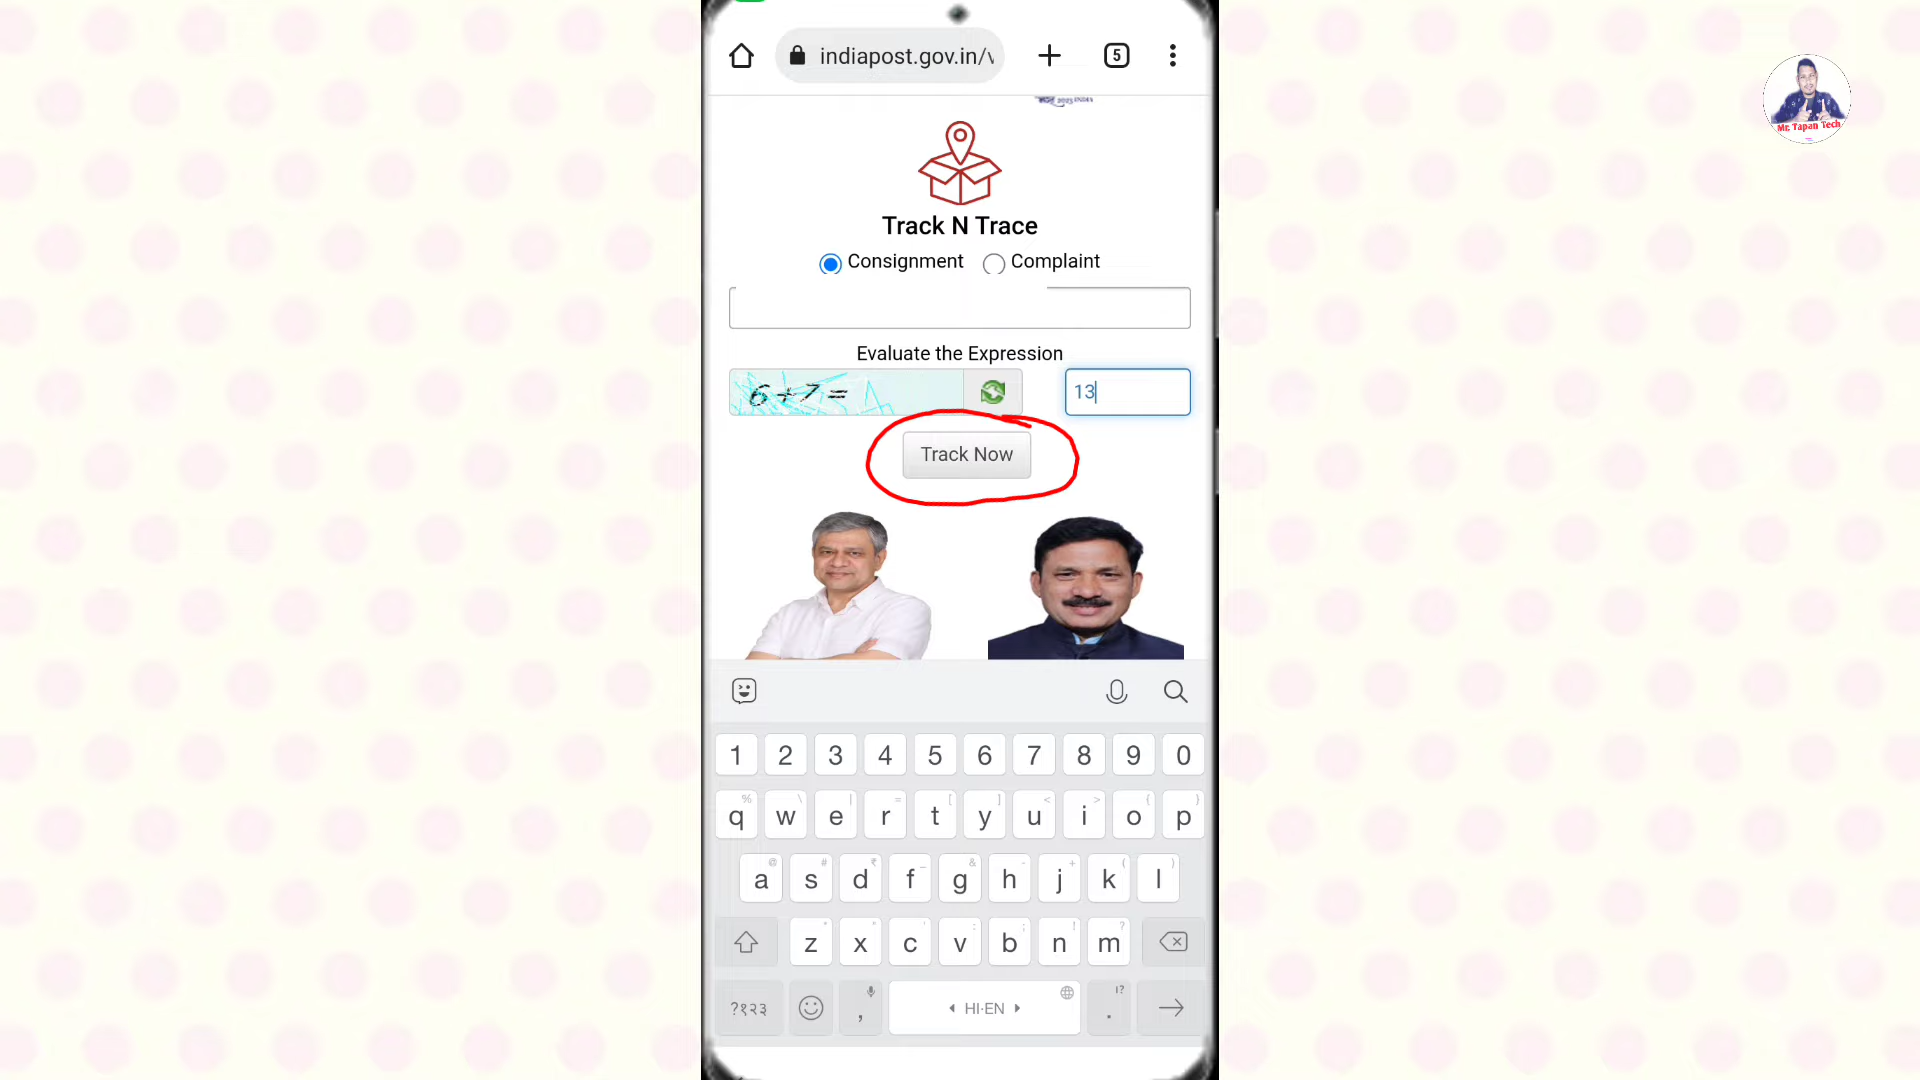 indiapost.gov.in/v
5
Track N Trace
Consignment Complaint
Evaluate the Expression
6+7=
13
Track Now
Mr. Tapan Tech
1 2 3 4 5 6 7 8 9 0
% \ | = [ ] < > { }
q w e r t y u i o p
@ # ₹ _ & - + ( )
a s d f g h j k l
* " ' : ; ! ?
z x c v b n m
?१२३ , HI-EN . !?